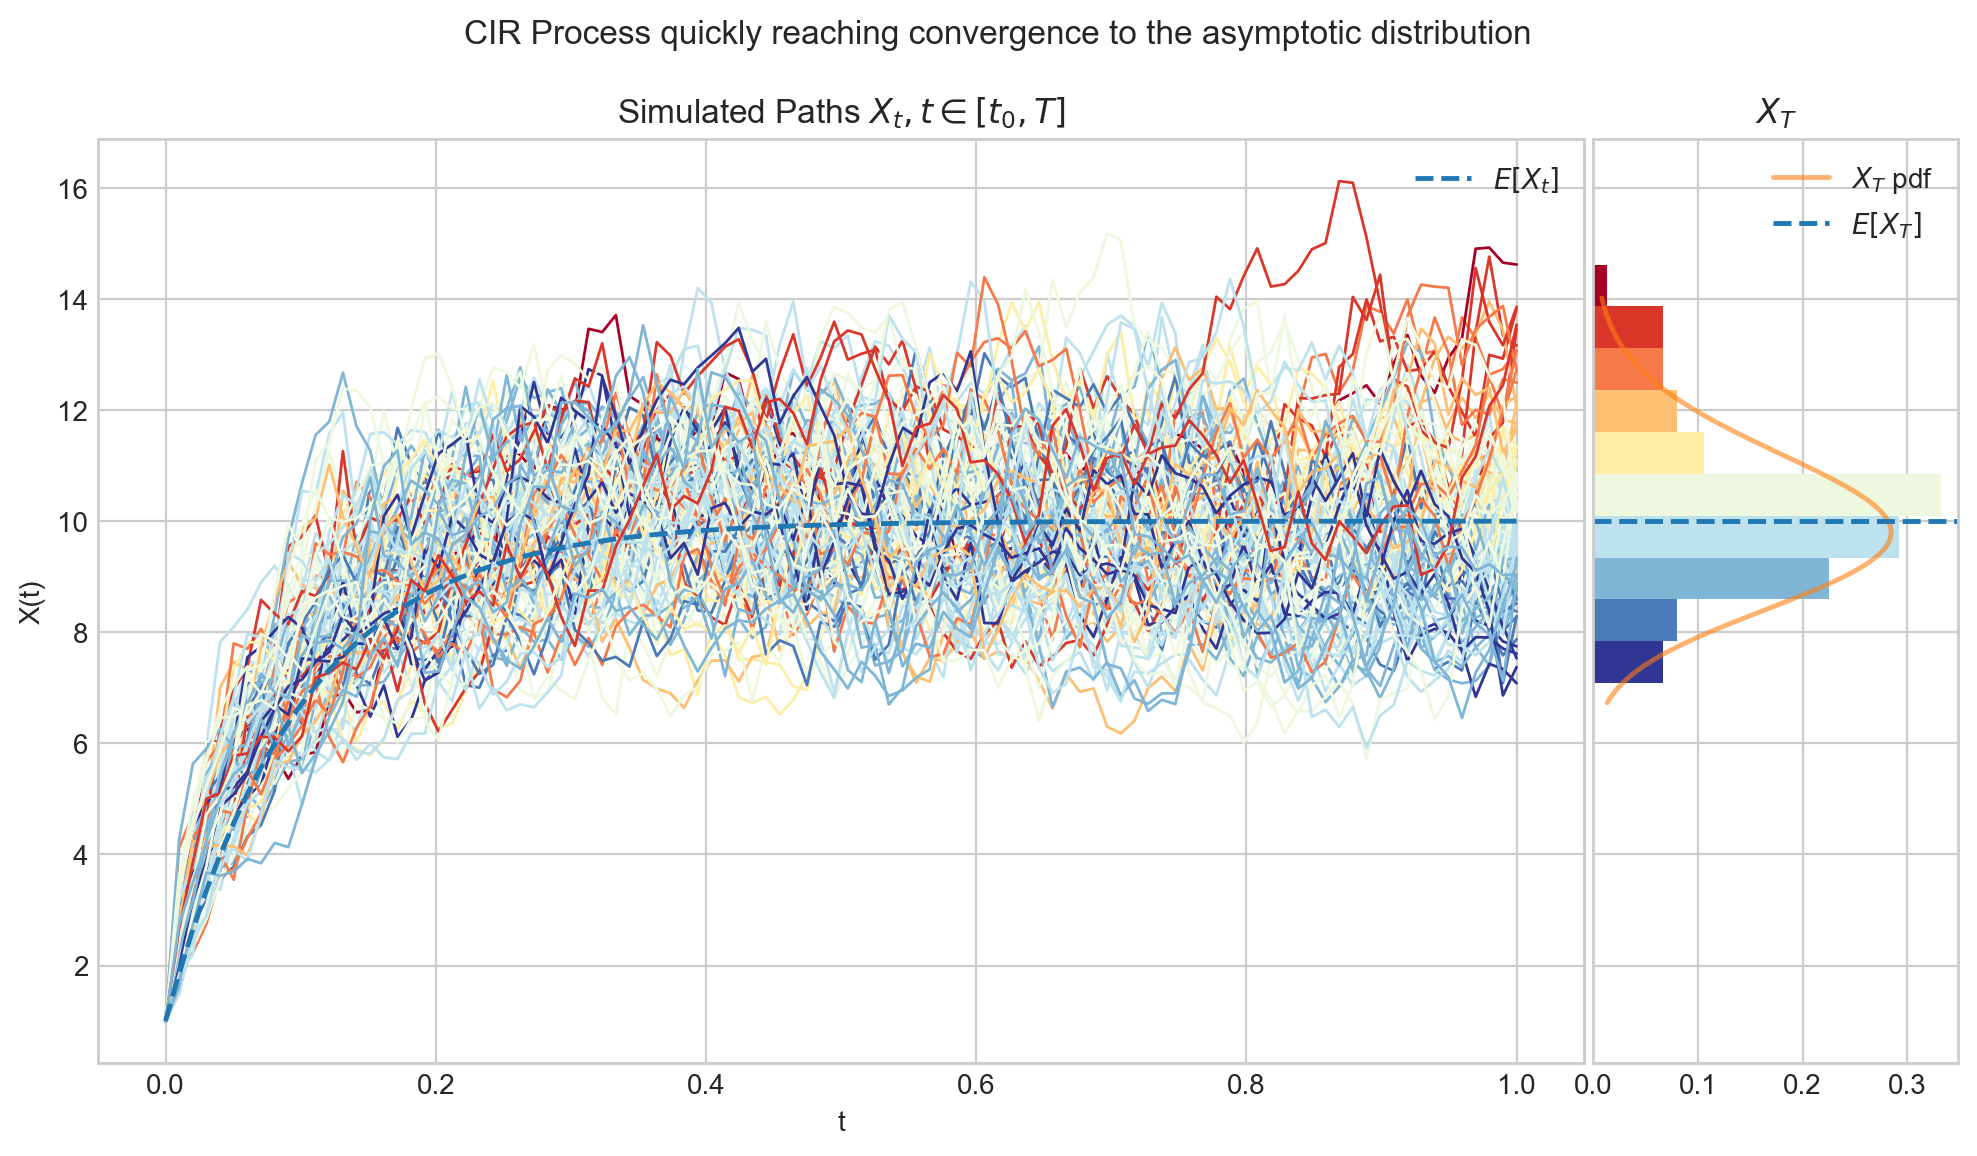 CIR Process quickly reaching convergence to the asymptotic distribution
Simulated Paths $X_t, t \in [t_0, T]$
$X_T$
$E[X_t]$
$X_T$ pdf
$E[X_T]$
X(t)
16
14
12
10
8
6
4
2
0.0 0.2 0.4 0.6 0.8 1.0
0.0 0.1 0.2 0.3
t